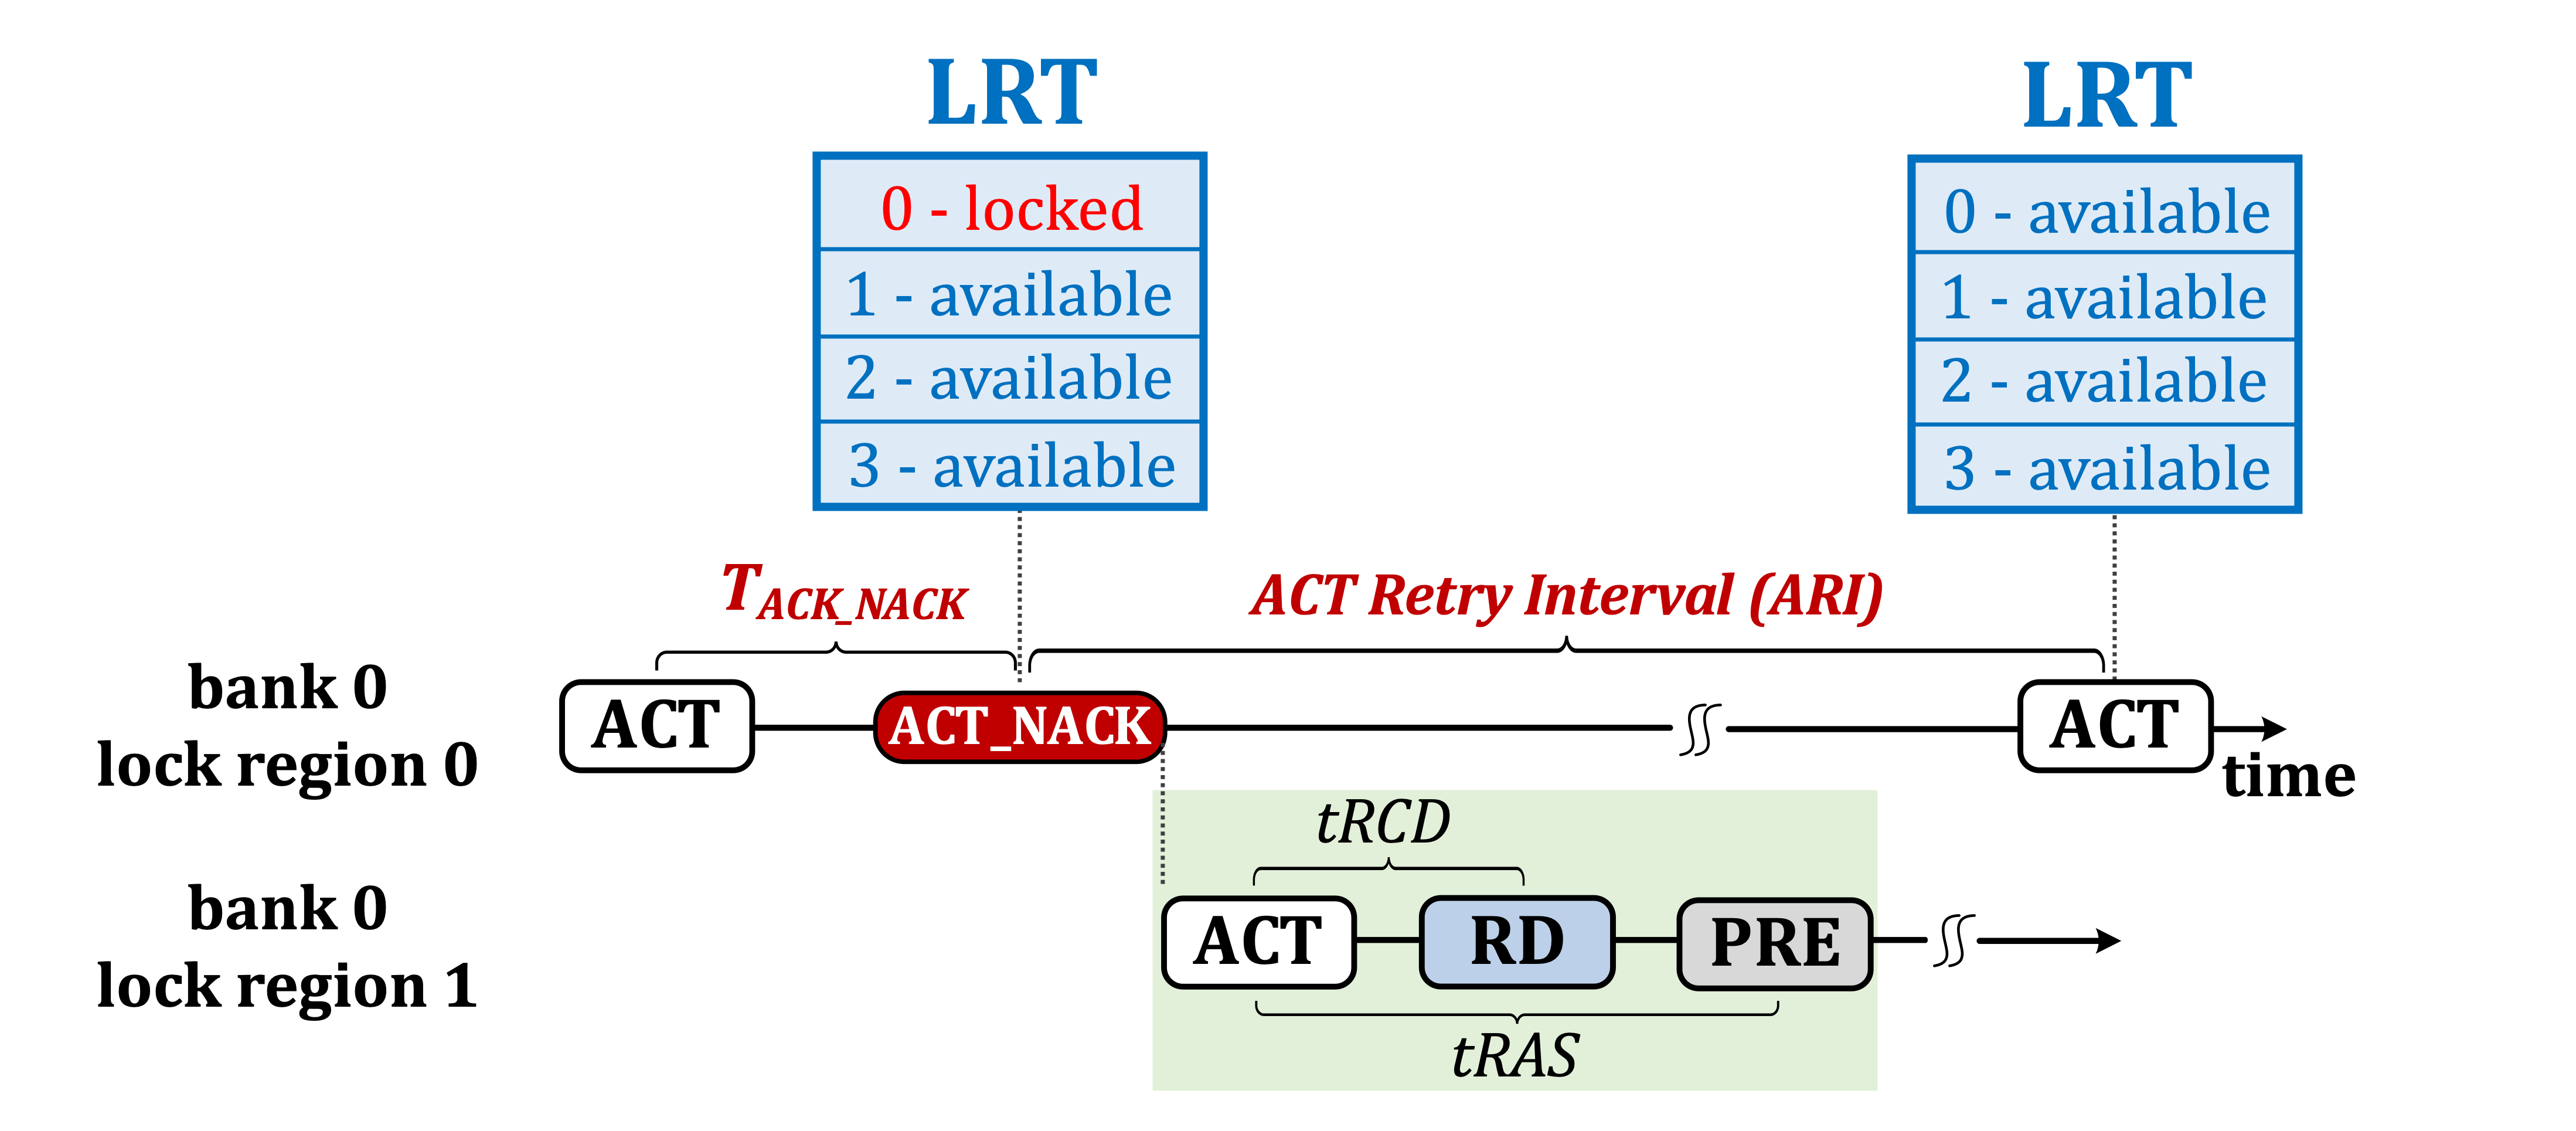 LRT
0 - locked
1 - available
2 - available
3 - available
LRT
0 - available
1 - available
2 - available
3 - available
TACK_NACK
ACT Retry Interval (ARI)
bank 0
lock region 0
ACT
ACT_NACK
ACT
time
tRCD
bank 0
lock region 1
ACT
RD
PRE
tRAS